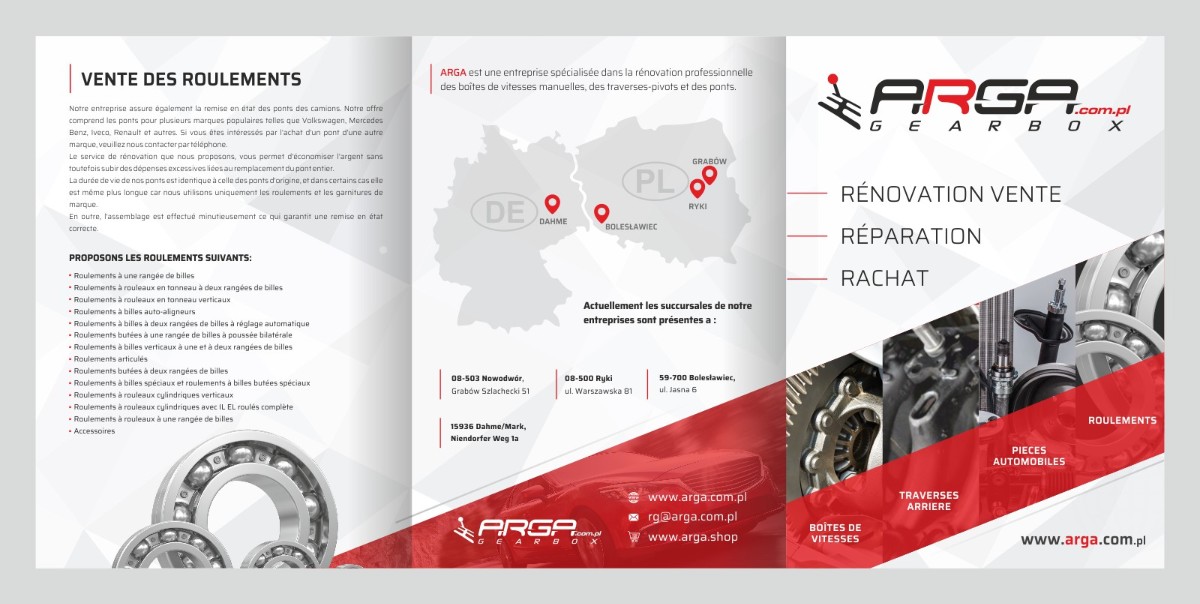 VENTE DES ROULEMENTS
Notre entreprise assure également la remise en état des ponts des camions. Notre offre
comprend les ponts pour plusieurs marques populaires telles que Volkswagen, Mercedes
Benz, Iveco, Renault et autres. Si vous êtes intéressés par l'achat d'un pont d'une autre
marque, veuillez nous contacter par téléphone.
Le service de rénovation que nous proposons, vous permet d'économiser l'argent sans
toutefois subir des dépenses excessives liées au remplacement du pont entier.
La durée de vie de nos ponts est identique à celle des ponts d'origine, et dans certains cas elle
est même plus longue car nous utilisons uniquement les roulements et les garnitures de
marque.
En outre, l'assemblage est effectué minutieusement ce qui garantit une remise en état
correcte.
PROPOSONS LES ROULEMENTS SUIVANTS:
• Roulements à une rangée de billes
• Roulements à rouleaux en tonneau à deux rangées de billes
• Roulements à rouleaux en tonneau verticaux
• Roulements à billes auto-aligneurs
• Roulements à billes à deux rangées de billes à réglage automatique
• Roulements butées à une rangée de billes à poussée bilatérale
• Roulements à billes verticaux à une et à deux rangées de billes
• Roulements articulés
• Roulements butées à deux rangées de billes
• Roulements à billes spéciaux et roulements à billes butées spéciaux
• Roulements à rouleaux cylindriques verticaux
• Roulements à rouleaux cylindriques avec IL EL roulés complète
• Roulements à rouleaux à une rangée de billes
• Accessoires
ARGA est une entreprise spécialisée dans la rénovation professionnelle
des boîtes de vitesses manuelles, des traverses-pivots et des ponts.
DE
PL
GRABÓW
RYKI
DAHME
BOLESŁAWIEC
Actuellement les succursales de notre
entreprises sont présentes a :
08-503 Nowodwór,
Grabów Szlachecki 51
08-500 Ryki
ul. Warszawska 81
59-700 Bolesławiec,
ul. Jasna 6
15936 Dahme/Mark,
Niendorfer Weg 1a
ARGA.com.pl
GEARBOX
www.arga.com.pl
rg@arga.com.pl
www.arga.shop
ARGA.com.pl
GEARBOX
RÉNOVATION VENTE
RÉPARATION
RACHAT
ROULEMENTS
PIECES
AUTOMOBILES
TRAVERSES
ARRIERE
BOÎTES DE
VITESSES
www.arga.com.pl